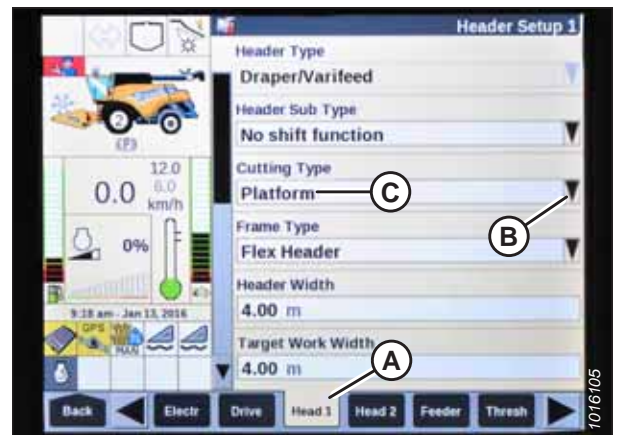 Header Setup 1
Header Type
Draper/Varifeed
Header Sub Type
No shift function
Cutting Type
Platform
C
B
Frame Type
Flex Header
Header Width
4.00 m
Target Work Width
4.00 m
A
2
(P)
12.0
0.0
6.0
km/h
0%
9:18 am - Jan 13, 2016
GPS
MAN
Back
Electr
Drive
Head 1
Head 2
Feeder
Thresh
1016105